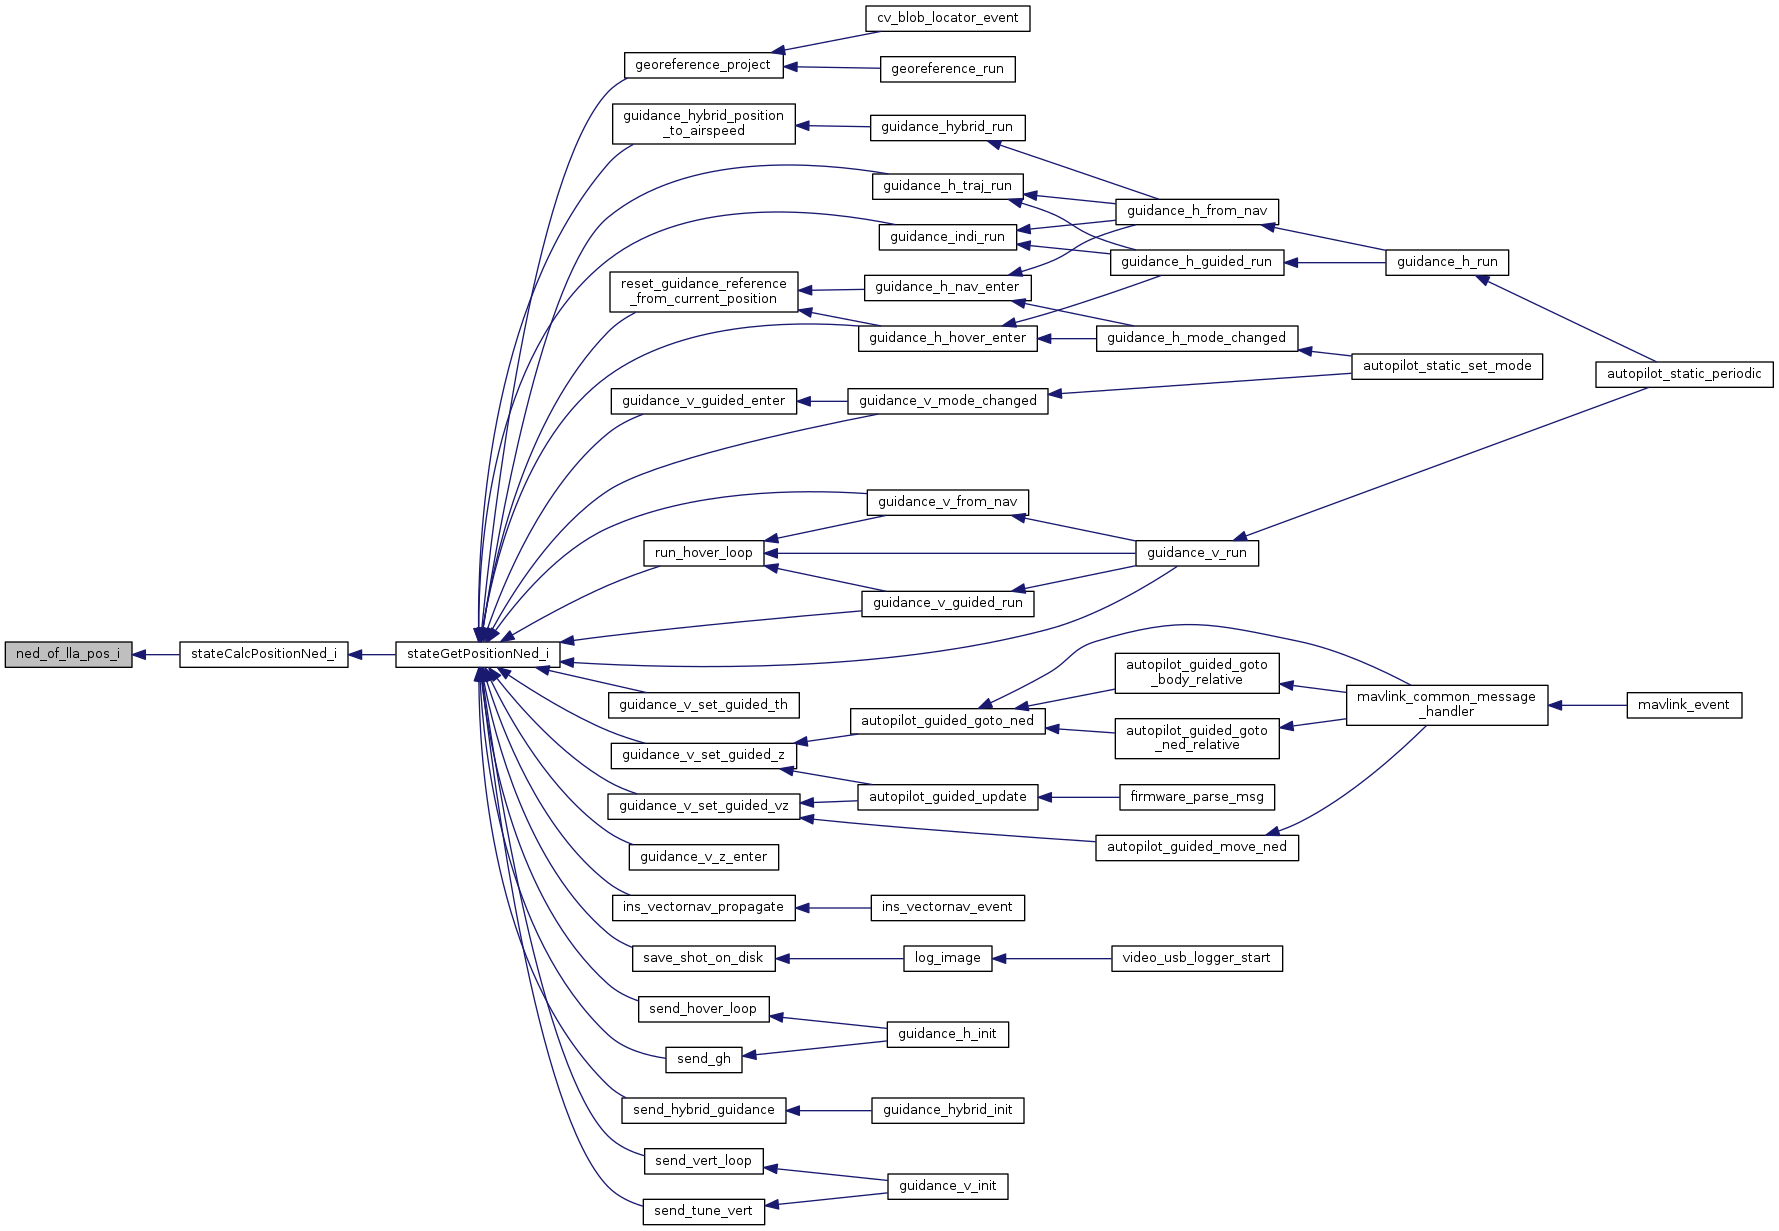 cv_blob_locator_event
georeference_project
georeference_run
guidance_hybrid_position
_to_airspeed
guidance_hybrid_run
guidance_h_traj_run
guidance_h_from_nav
guidance_indi_run
guidance_h_guided_run
guidance_h_run
reset_guidance_reference
_from_current_position
guidance_h_nav_enter
guidance_h_hover_enter
guidance_h_mode_changed
autopilot_static_set_mode
autopilot_static_periodic
guidance_v_guided_enter
guidance_v_mode_changed
guidance_v_from_nav
run_hover_loop
guidance_v_run
guidance_v_guided_run
ned_of_lla_pos_i
stateCalcPositionNed_i
stateGetPositionNed_i
autopilot_guided_goto
_body_relative
guidance_v_set_guided_th
autopilot_guided_goto_ned
mavlink_common_message
_handler
mavlink_event
autopilot_guided_goto
_ned_relative
guidance_v_set_guided_z
guidance_v_set_guided_vz
autopilot_guided_update
firmware_parse_msg
autopilot_guided_move_ned
guidance_v_z_enter
ins_vectornav_propagate
ins_vectornav_event
save_shot_on_disk
log_image
video_usb_logger_start
send_hover_loop
guidance_h_init
send_gh
send_hybrid_guidance
guidance_hybrid_init
send_vert_loop
guidance_v_init
send_tune_vert